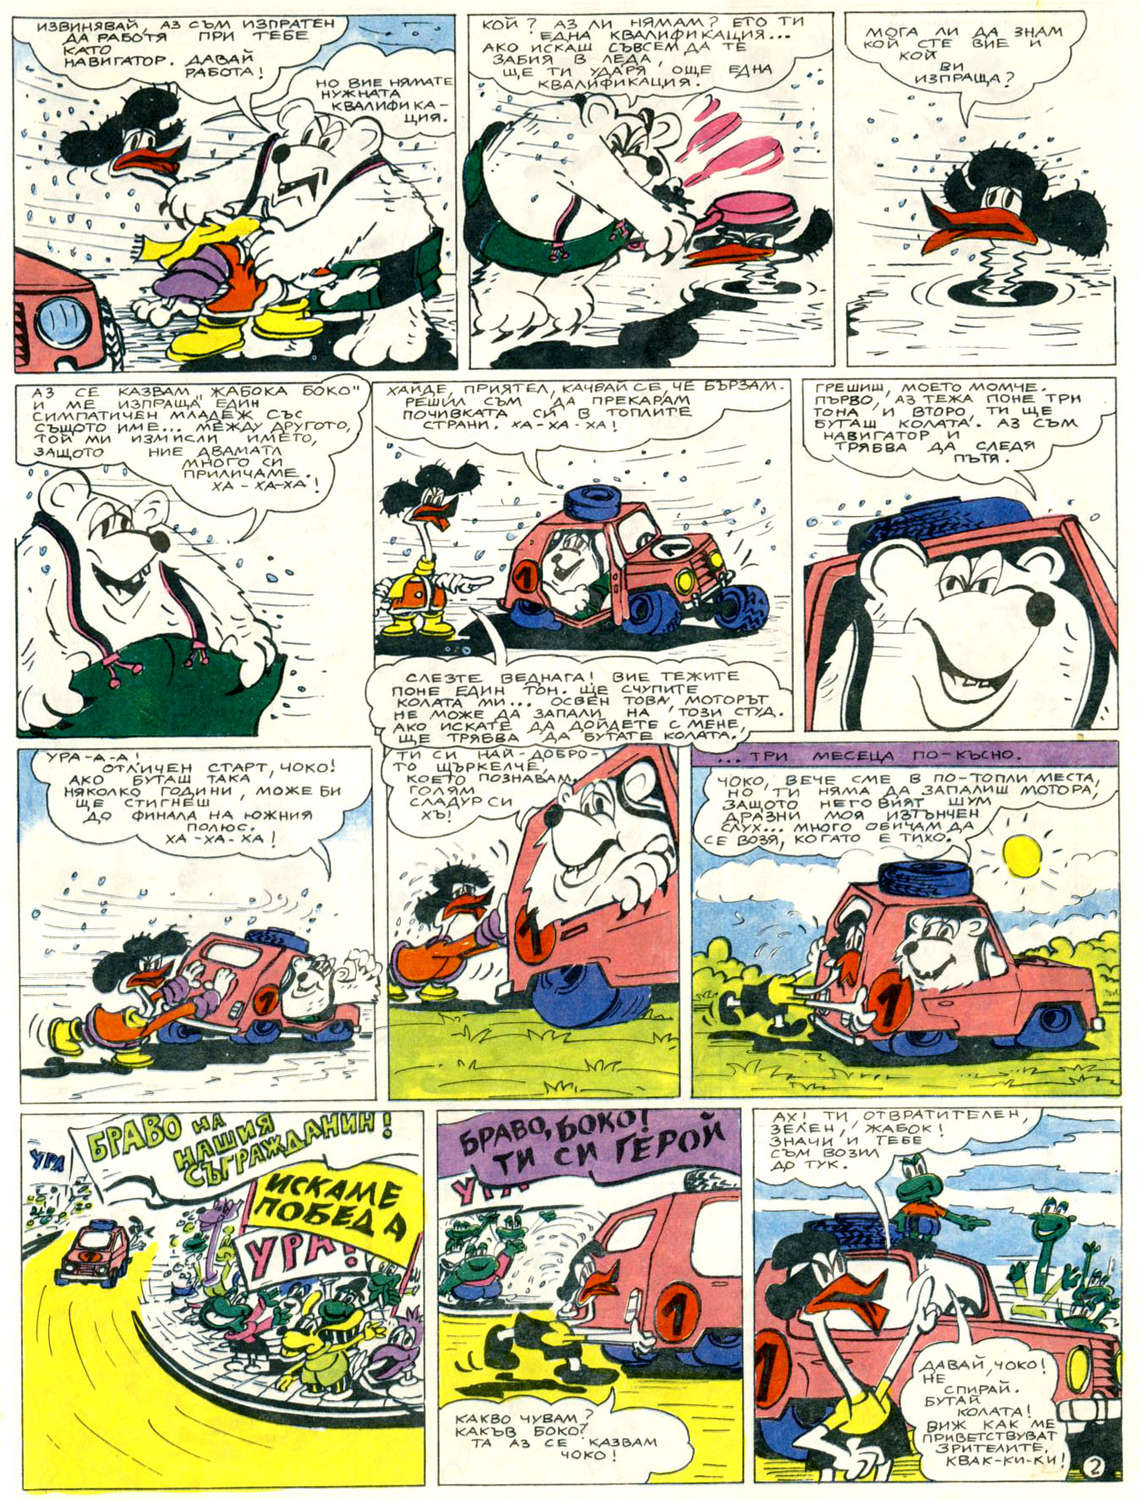 ИЗВИНЯВАЙ, АЗ СЪМ ИЗПРАТЕН
ДА РАБОТЯ ПРИ ТЕБЕ
КАТО
НАВИГАТОР. ДАВАЙ
РАБОТА!
НО ВИЕ НЯМАТЕ
НУЖНАТА
КВАЛИФИКА-
ЦИЯ.
КОЙ? АЗ ЛИ НЯМАМ? ЕТО ТИ
ЕДНА КВАЛИФИКАЦИЯ...
АКО ИСКАШ СЪВСЕМ ДА ТЕ
ЗАБИЯ В ЛЕДА,
ЩЕ ТИ УДАРЯ ОЩЕ ЕДНА
КВАЛИФИКАЦИЯ.
МОГА ЛИ ДА ЗНАМ
КОЙ СТЕ ВИЕ И
КОЙ
ВИ
ИЗПРАЩА?
АЗ СЕ КАЗВАМ „ЖАБОКА БОКО"
И МЕ ИЗПРАЩА ЕДИН
СИМПАТИЧЕН МЛАДЕЖ СЪС
СЪЩОТО ИМЕ... МЕЖДУ ДРУГОТО,
ТОЙ МИ ИЗМИСЛИ ИМЕТО,
ЗАЩОТО НИЕ ДВАМАТА
МНОГО СИ
ПРИЛИЧАМЕ.
ХА-ХА-ХА!
ХАЙДЕ, ПРИЯТЕЛ, КАЧВАЙ СЕ, ЧЕ БЪРЗАМ.
РЕШИЛ СЪМ ДА ПРЕКАРАМ
ПОЧИВКАТА СИ В ТОПЛИТЕ
СТРАНИ. ХА-ХА-ХА!
1
1
СЛЕЗТЕ ВЕДНАГА! ВИЕ ТЕЖИТЕ
ПОНЕ ЕДИН ТОН. ЩЕ СЧУПИТЕ
КОЛАТА МИ... ОСВЕН ТОВА МОТОРЪТ
НЕ МОЖЕ ДА ЗАПАЛИ НА ТОЗИ СТУД.
АКО ИСКАТЕ ДА ДОЙДЕТЕ С МЕНЕ,
ЩЕ ТРЯБВА ДА БУТАТЕ КОЛАТА.
ГРЕШИШ, МОЕТО МОМЧЕ.
ПЪРВО, АЗ ТЕЖА ПОНЕ ТРИ
ТОНА И ВТОРО, ТИ ЩЕ
БУТАШ КОЛАТА. АЗ СЪМ
НАВИГАТОР И
ТРЯБВА ДА СЛЕДЯ
ПЪТЯ.
УРА-А-А!
ОТЛИЧЕН СТАРТ, ЧОКО!
АКО БУТАШ ТАКА
НЯКОЛКО ГОДИНИ, МОЖЕ БИ
ЩЕ СТИГНЕШ
ДО ФИНАЛА НА ЮЖНИЯ
ПОЛЮС.
ХА-ХА-ХА!
1
ТИ СИ НАЙ-ДОБРО-
ТО ЩЪРКЕЛЧЕ,
КОЕТО ПОЗНАВАМ.
ГОЛЯМ
СЛАДУР СИ
ХЪ!
1
...ТРИ МЕСЕЦА ПО-КЪСНО.
ЧОКО, ВЕЧЕ СМЕ В ПО-ТОПЛИ МЕСТА,
НО ТИ НЯМА ДА ЗАПАЛИШ МОТОРА,
ЗАЩОТО НЕГОВИЯТ ШУМ
ДРАЗНИ МОЯ ИЗТЪНЧЕН
СЛУХ... МНОГО ОБИЧАМ ДА
СЕ ВОЗЯ, КОГАТО Е ТИХО.
1
УРА
БРАВО НА
НАШИЯ
СЪГРАЖДАНИН!
ИСКАМЕ
ПОБЕДА
УРА!
1
БРАВО, БОКО!
ТИ СИ ГЕРОЙ
УРА
1
КАКВО ЧУВАМ?
КАКЪВ БОКО?
ТА АЗ СЕ КАЗВАМ
ЧОКО!
АХ! ТИ, ОТВРАТИТЕЛЕН,
ЗЕЛЕН, ЖАБОК!
ЗНАЧИ И ТЕБЕ
СЪМ ВОЗИЛ
ДО ТУК.
1
ДАВАЙ, ЧОКО!
НЕ
СПИРАЙ.
БУТАЙ
КОЛАТА!
ВИЖ КАК МЕ
ПРИВЕТСТВУВАТ
ЗРИТЕЛИТЕ,
КВАК-КИ-КИ!
2